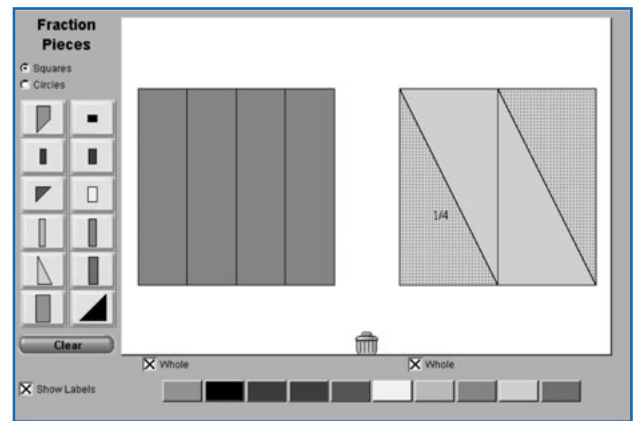 Fraction
Pieces
Squares
Circles
1/4
Clear
Whole
Whole
Show Labels